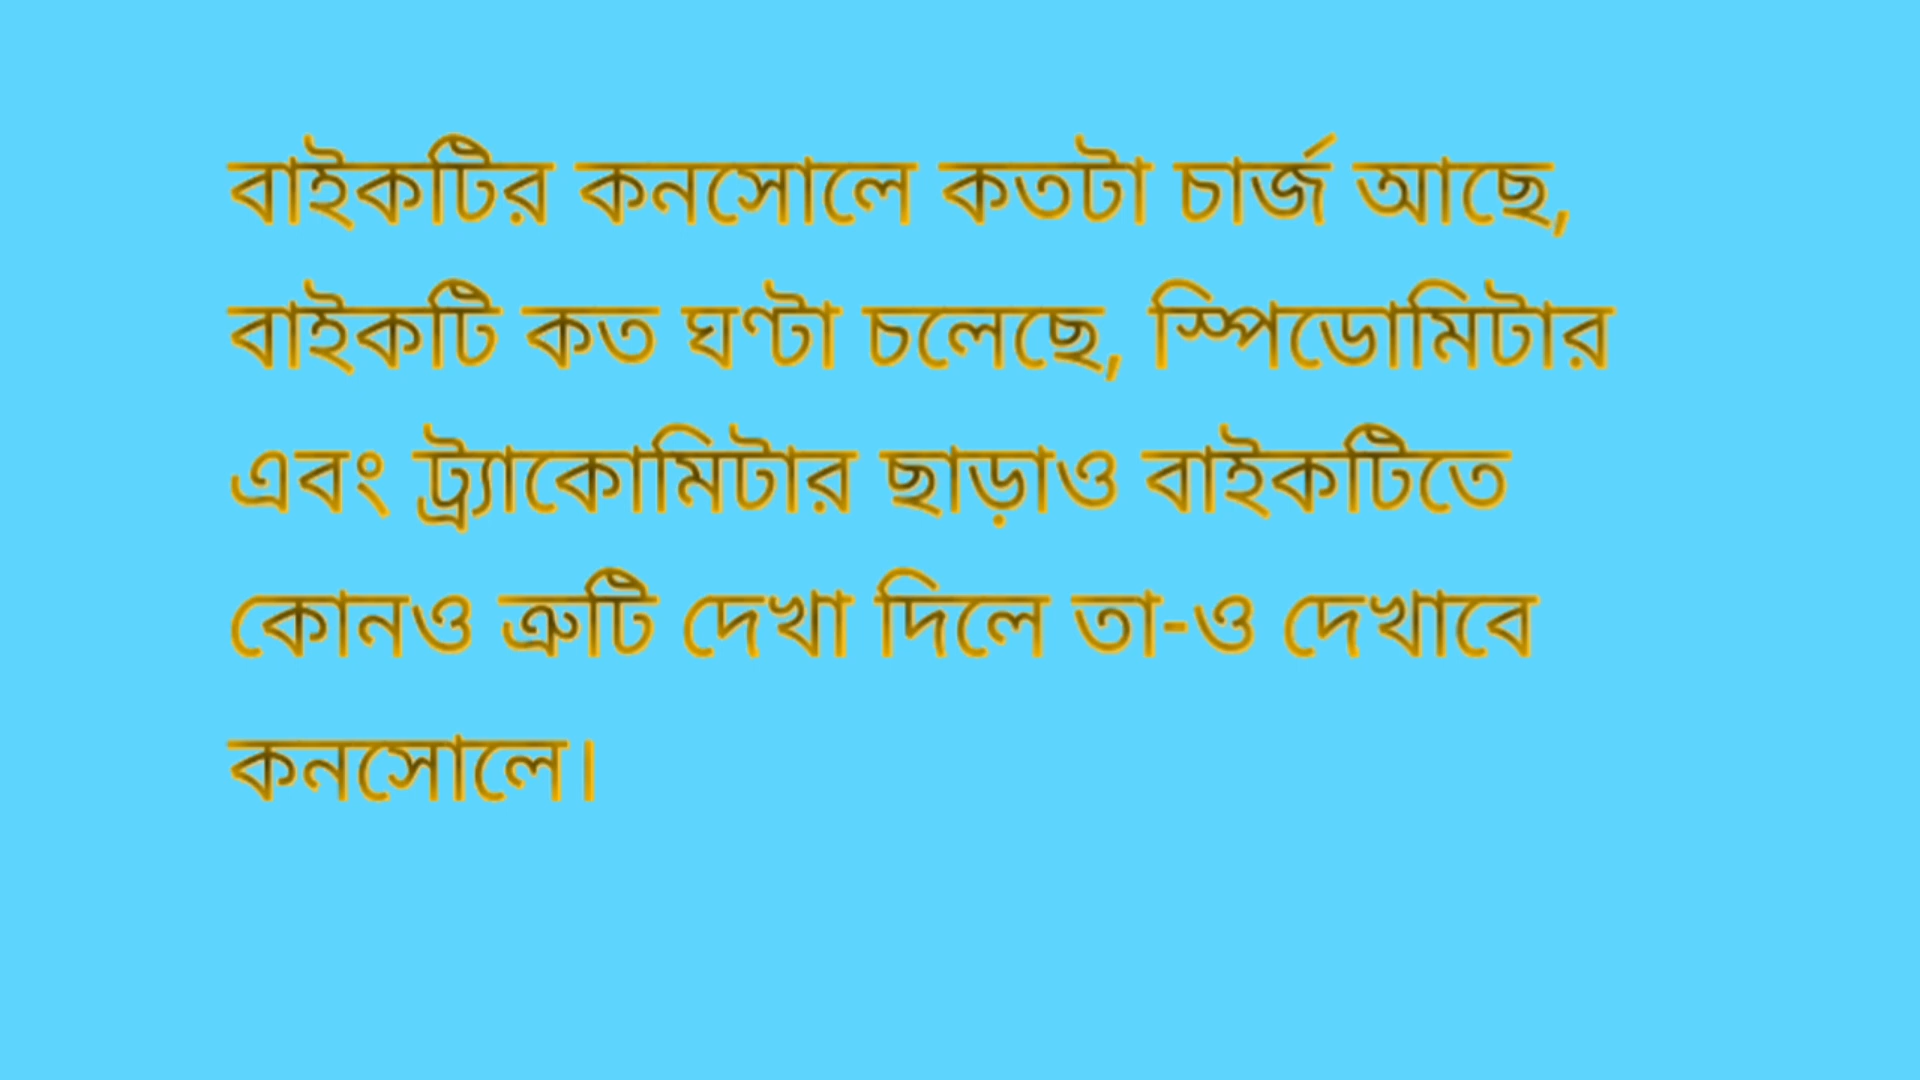 বাইকটির কনসোলে কতটা চার্জ আছে,
বাইকটি কত ঘণ্টা চলেছে, স্পিডোমিটার
এবং ট্র্যাকোমিটার ছাড়াও বাইকটিতে
কোনও ত্রুটি দেখা দিলে তা-ও দেখাবে
কনসোলে।